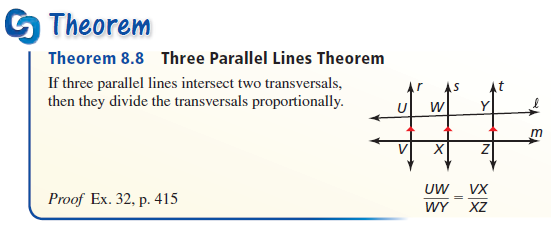 Theorem
Theorem 8.8 Three Parallel Lines Theorem
If three parallel lines intersect two transversals,
then they divide the transversals proportionally.
r s t
U W Y ℓ
m
V X Z
UW/WY = VX/XZ
Proof Ex. 32, p. 415